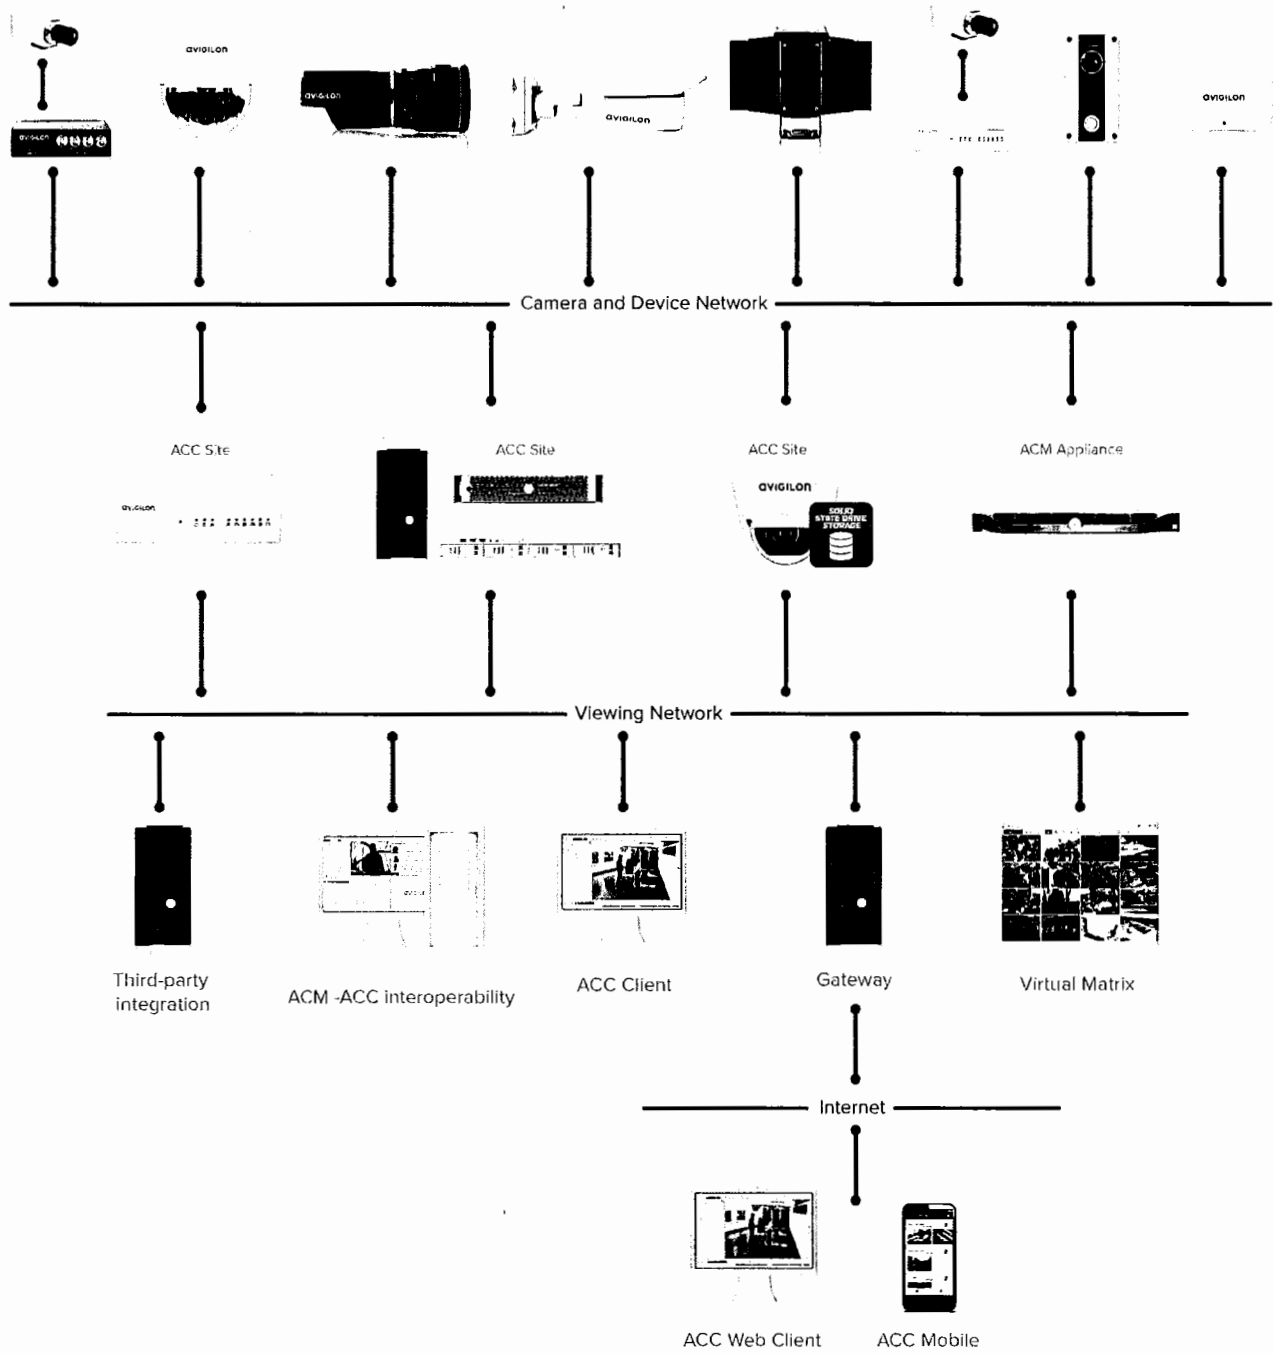 avigilon
avigilon
avigilon
avigilon
avigilon
Camera and Device Network
ACC Site
ACC Site
ACC Site
ACM Appliance
avigilon
avigilon
SOLID
STATE DRIVE
STORAGE
Viewing Network
Third-party
integration
ACM -ACC interoperability
ACC Client
Gateway
Virtual Matrix
Internet
ACC Web Client
ACC Mobile